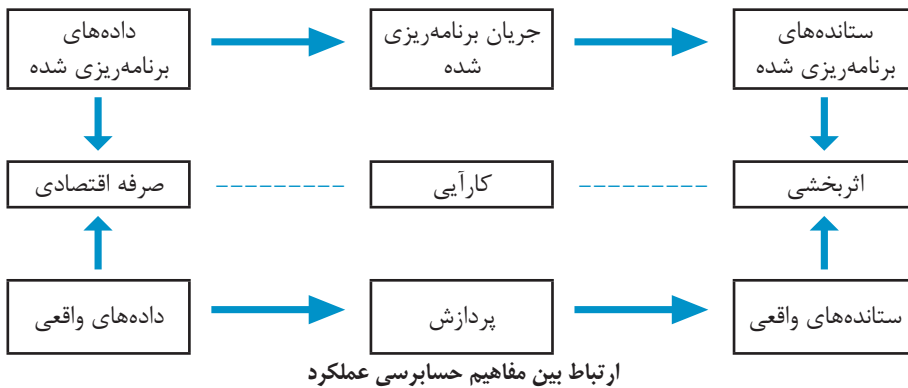 داده‌های
برنامه‌ریزی شده
جریان برنامه‌ریزی
شده
ستانده‌های
برنامه‌ریزی شده
صرفه اقتصادی
کارآیی
اثربخشی
داده‌های واقعی
پردازش
ستانده‌های واقعی
ارتباط بین مفاهیم حسابرسی عملکرد